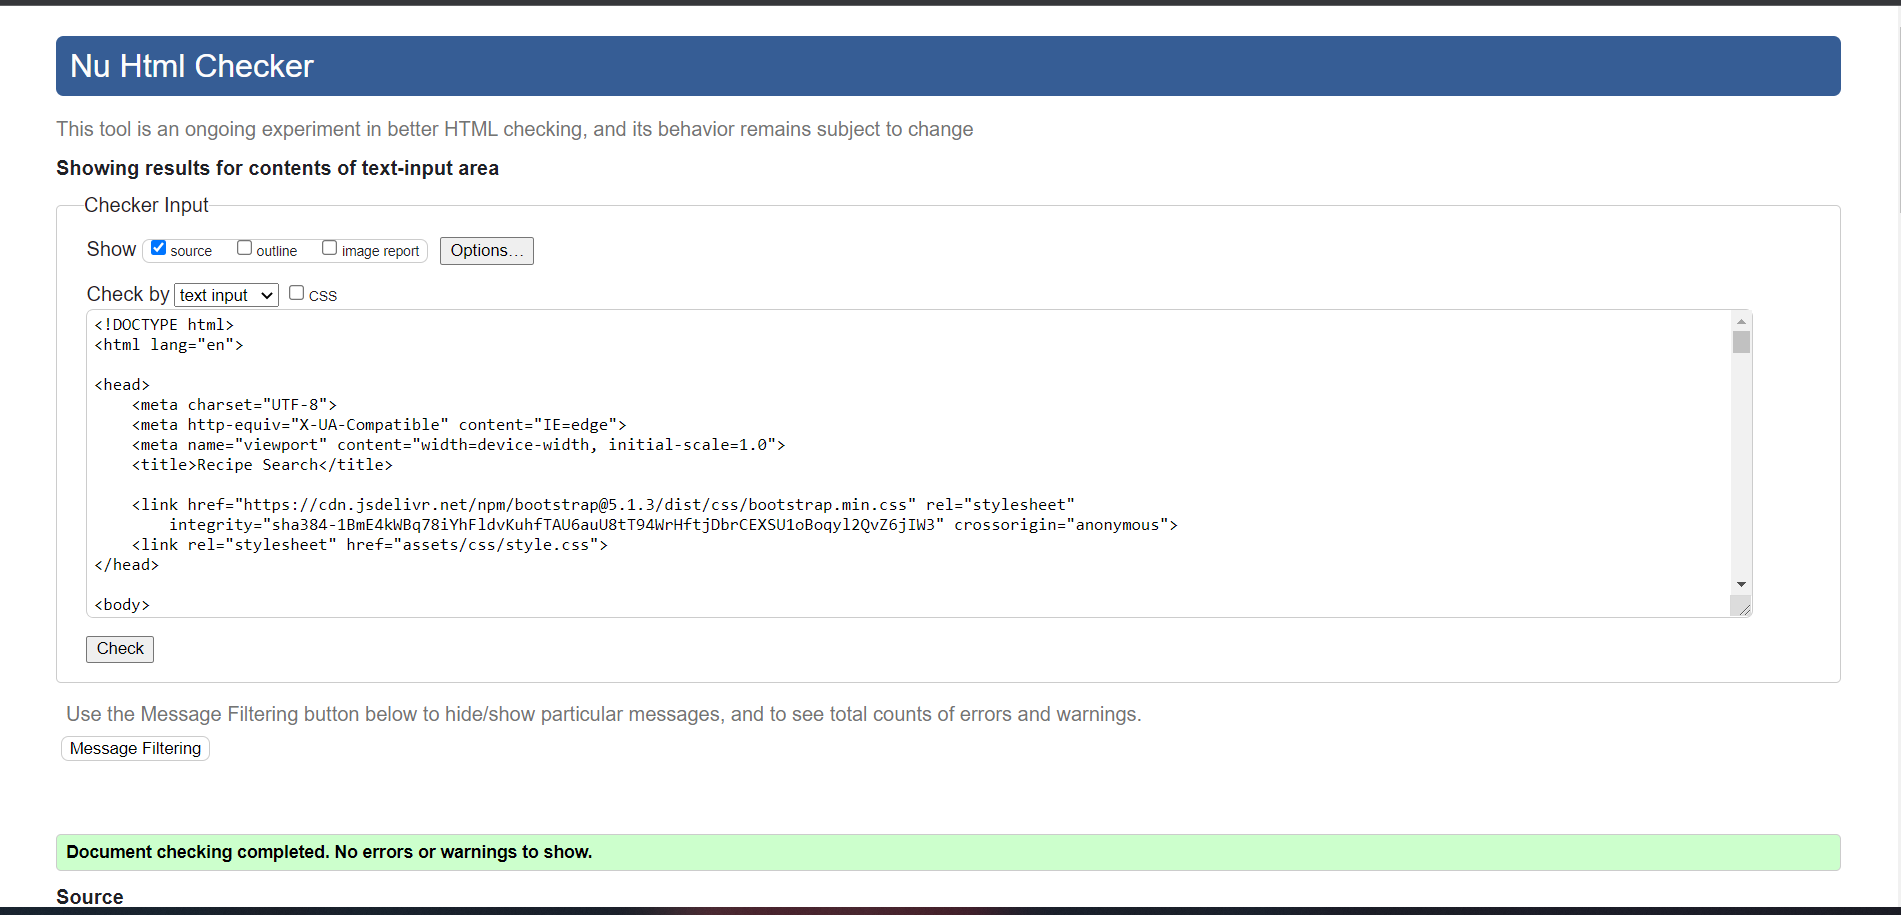 Nu Html Checker
This tool is an ongoing experiment in better HTML checking, and its behavior remains subject to change
Showing results for contents of text-input area
Checker Input
Show source outline image report Options...
Check by text input CSS
<!DOCTYPE html>
<html lang="en">
<head>
<meta charset="UTF-8">
<meta http-equiv="X-UA-Compatible" content="IE=edge">
<meta name="viewport" content="width=device-width, initial-scale=1.0">
<title>Recipe Search</title>
<link href="https://cdn.jsdelivr.net/npm/bootstrap@5.1.3/dist/css/bootstrap.min.css" rel="stylesheet"
integrity="sha384-1BmE4kWBq78iYhFldvKuhfTAU6auU8tT94WrHftjDbrCEXSU1oBoqyl2QvZ6jIW3" crossorigin="anonymous">
<link rel="stylesheet" href="assets/css/style.css">
</head>
<body>
Check
Use the Message Filtering button below to hide/show particular messages, and to see total counts of errors and warnings.
Message Filtering
Document checking completed. No errors or warnings to show.
Source